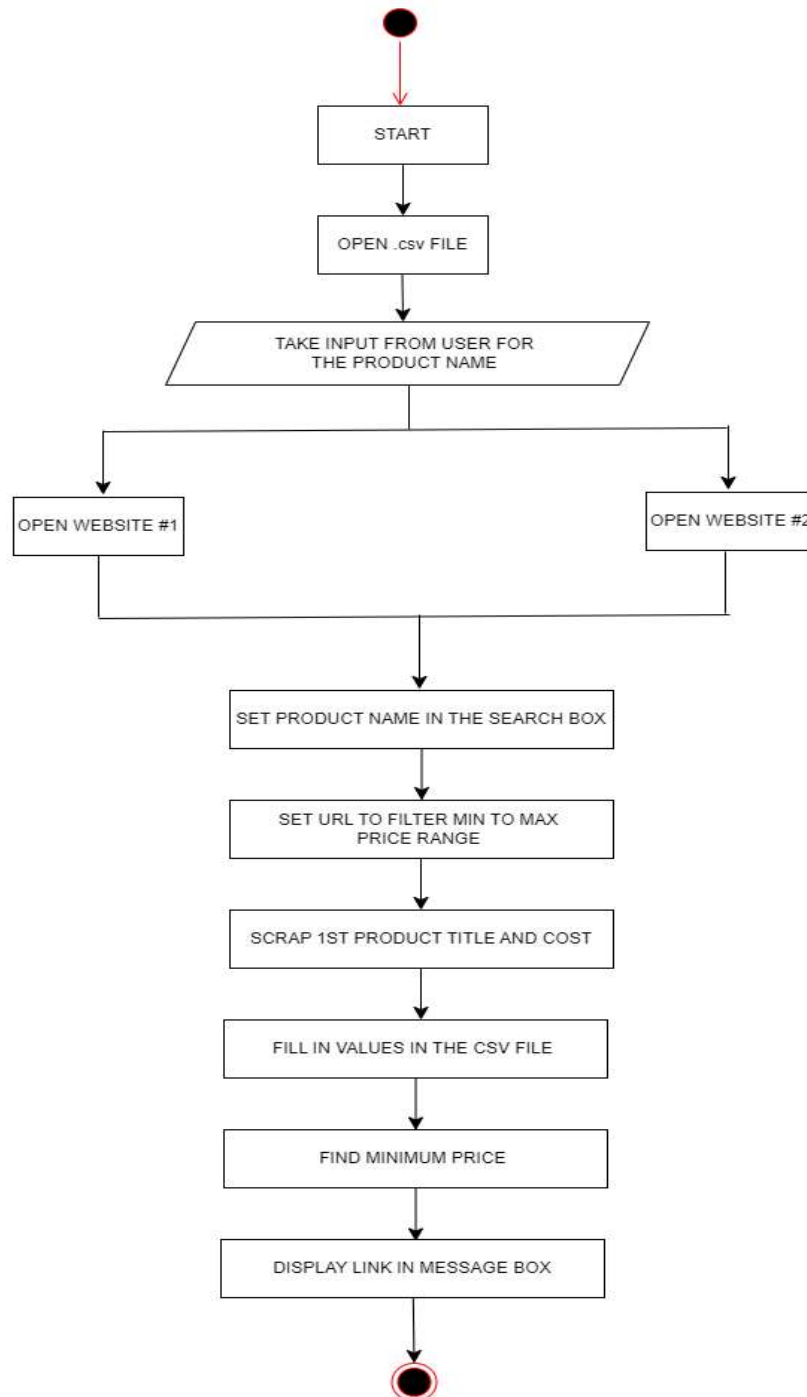 START
OPEN .csv FILE
TAKE INPUT FROM USER FOR
THE PRODUCT NAME
OPEN WEBSITE #1
OPEN WEBSITE #2
SET PRODUCT NAME IN THE SEARCH BOX
SET URL TO FILTER MIN TO MAX
PRICE RANGE
SCRAP 1ST PRODUCT TITLE AND COST
FILL IN VALUES IN THE CSV FILE
FIND MINIMUM PRICE
DISPLAY LINK IN MESSAGE BOX